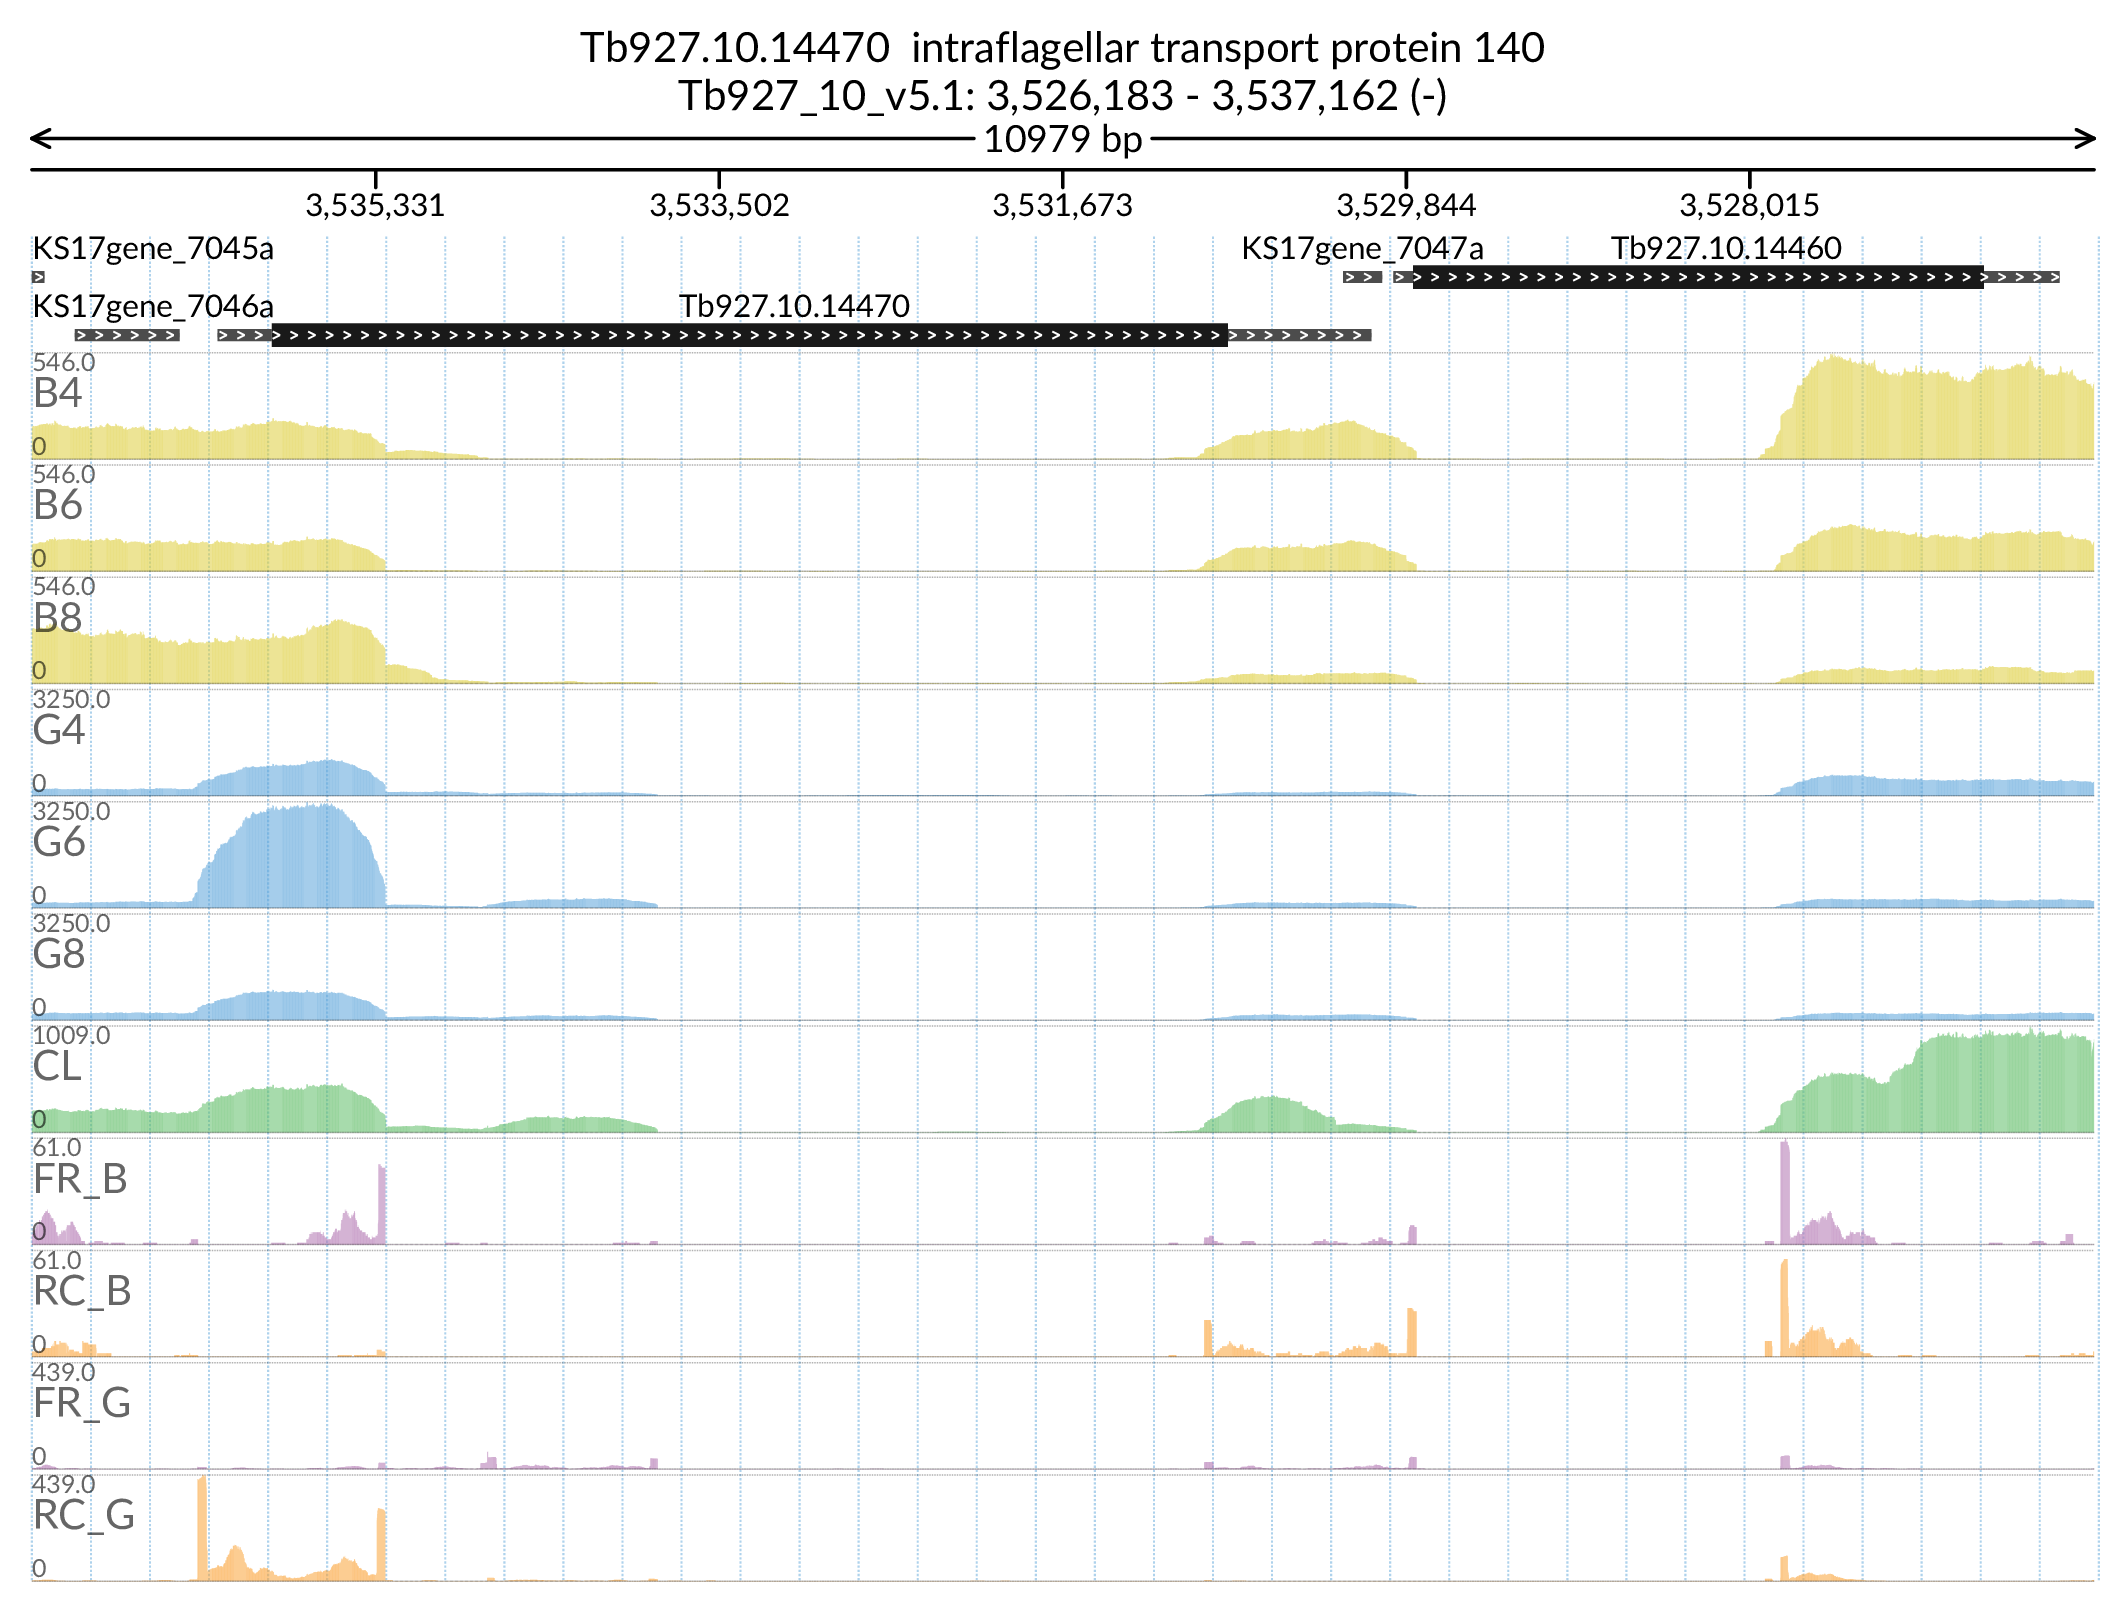 Tb927.10.14470  intraflagellar transport protein 140
Tb927_10_v5.1: 3,526,183 - 3,537,162 (-)
10979 bp
3,535,331 3,533,502 3,531,673 3,529,844 3,528,015
KS17gene_7045a KS17gene_7047a Tb927.10.14460
KS17gene_7046a Tb927.10.14470
546.0
B4
0
546.0
B6
0
546.0
B8
0
3250.0
G4
0
3250.0
G6
0
3250.0
G8
0
1009.0
CL
0
61.0
FR_B
0
61.0
RC_B
0
439.0
FR_G
0
439.0
RC_G
0